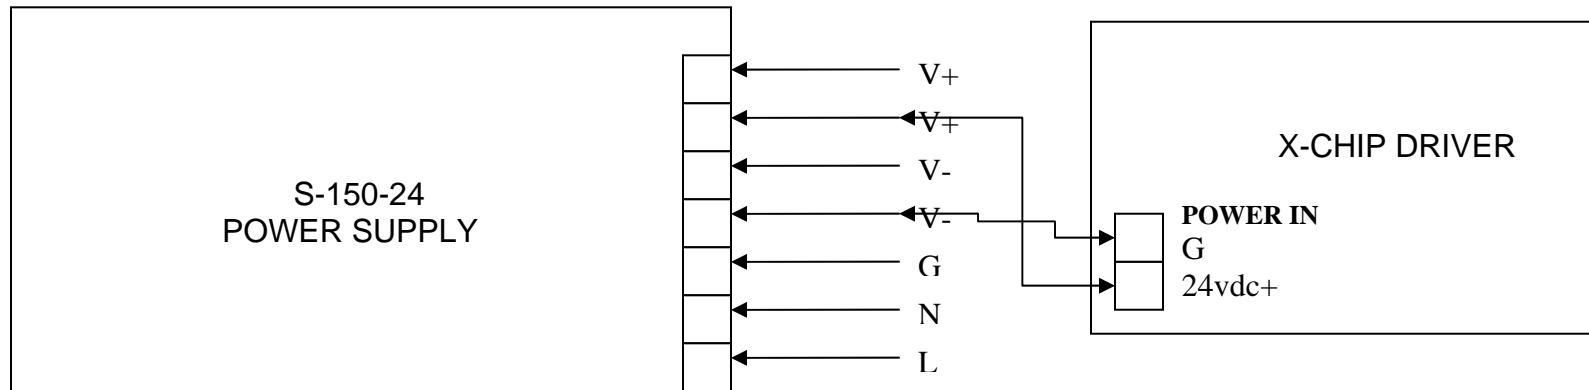 S-150-24
POWER SUPPLY
V+
V+
V-
V-
G
N
L
X-CHIP DRIVER
POWER IN
G
24vdc+